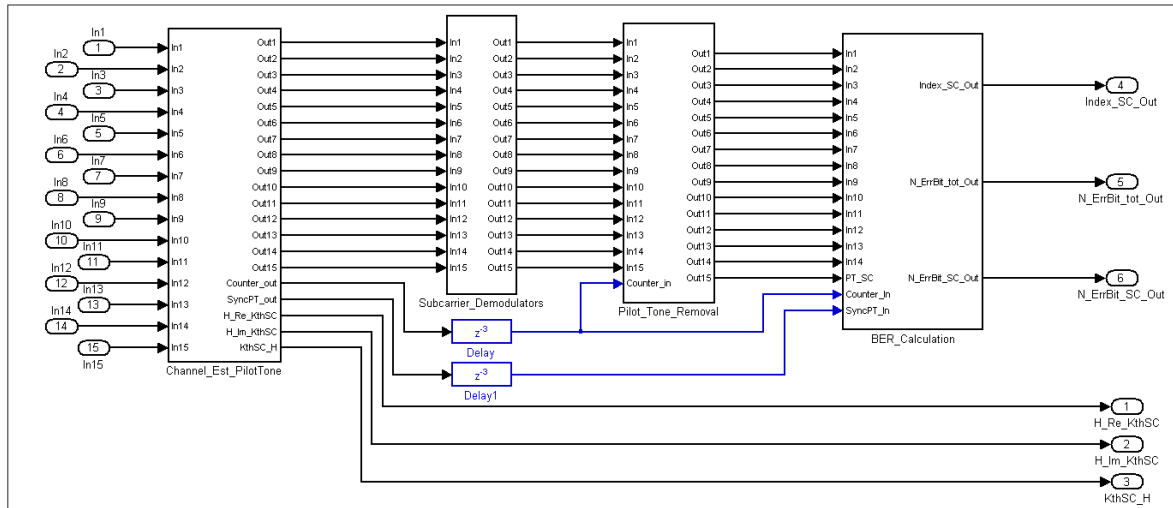 In1
1
In2
2
In3
3
In4
4
In5
5
In6
6
In7
7
In8
8
In9
9
In10
10
In11
11
In12
12
In13
13
In14
14
15
In15
In1
In2
In3
In4
In5
In6
In7
In8
In9
In10
In11
In12
In13
In14
In15
Out1
Out2
Out3
Out4
Out5
Out6
Out7
Out8
Out9
Out10
Out11
Out12
Out13
Out14
Out15
Counter_out
SyncPT_out
H_Re_KthSC
H_Im_KthSC
KthSC_H
Channel_Est_PilotTone
In1
In2
In3
In4
In5
In6
In7
In8
In9
In10
In11
In12
In13
In14
In15
Out1
Out2
Out3
Out4
Out5
Out6
Out7
Out8
Out9
Out10
Out11
Out12
Out13
Out14
Out15
Subcarrier_Demodulators
z-3
Delay
z-3
Delay1
In1
In2
In3
In4
In5
In6
In7
In8
In9
In10
In11
In12
In13
In14
In15
Counter_in
Out1
Out2
Out3
Out4
Out5
Out6
Out7
Out8
Out9
Out10
Out11
Out12
Out13
Out14
Out15
Pilot_Tone_Removal
In1
In2
In3
In4
In5
In6
In7
In8
In9
In10
In11
In12
In13
In14
PT_SC
Counter_In
SyncPT_In
Index_SC_Out
N_ErrBit_tot_Out
N_ErrBit_SC_Out
BER_Calculation
4
Index_SC_Out
5
N_ErrBit_tot_Out
6
N_ErrBit_SC_Out
1
H_Re_KthSC
2
H_Im_KthSC
3
KthSC_H